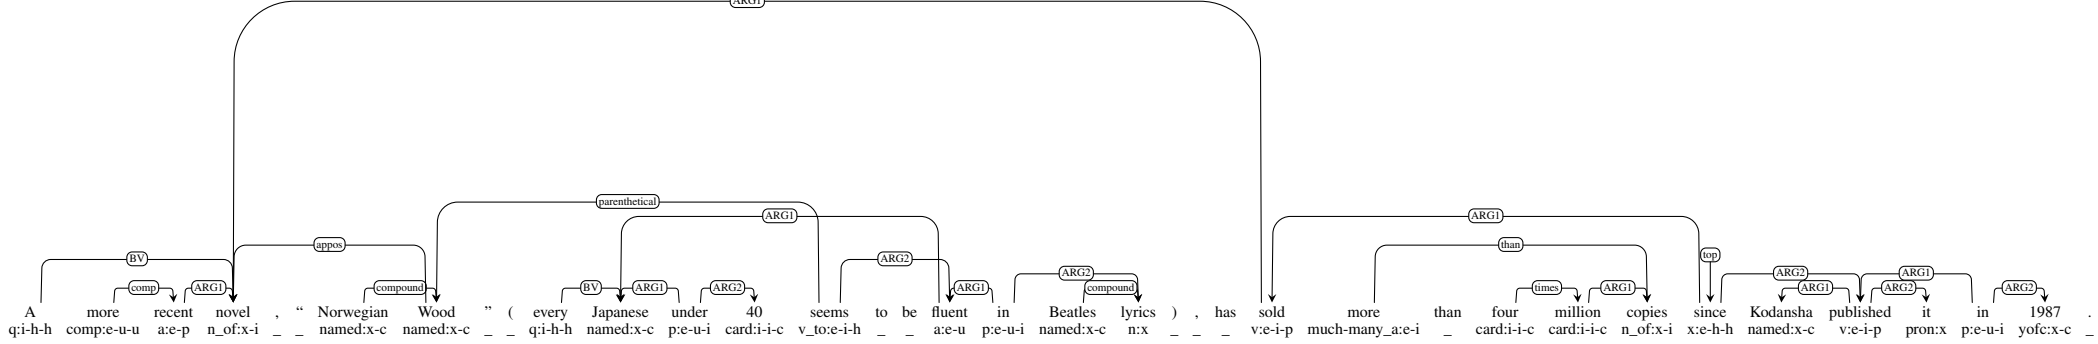 ARG1
parenthetical
ARG1 ARG1
appos than
BV ARG2 top
ARG2 ARG2 ARG1
comp ARG1 compound BV ARG1 ARG2 ARG1 compound times ARG1 ARG1 ARG2 ARG2
A more recent novel , “ Norwegian Wood ” ( every Japanese under 40 seems to be fluent in Beatles lyrics ) , has sold more than four million copies since Kodansha published it in 1987 .
q:i-h-h comp:e-u-u a:e-p n_of:x-i _ _ named:x-c named:x-c _ _ q:i-h-h named:x-c p:e-u-i card:i-i-c v_to:e-i-h _ _ a:e-u p:e-u-i named:x-c n:x _ _ _ v:e-i-p much-many_a:e-i _ card:i-i-c card:i-i-c n_of:x-i x:e-h-h named:x-c v:e-i-p pron:x p:e-u-i yofc:x-c _